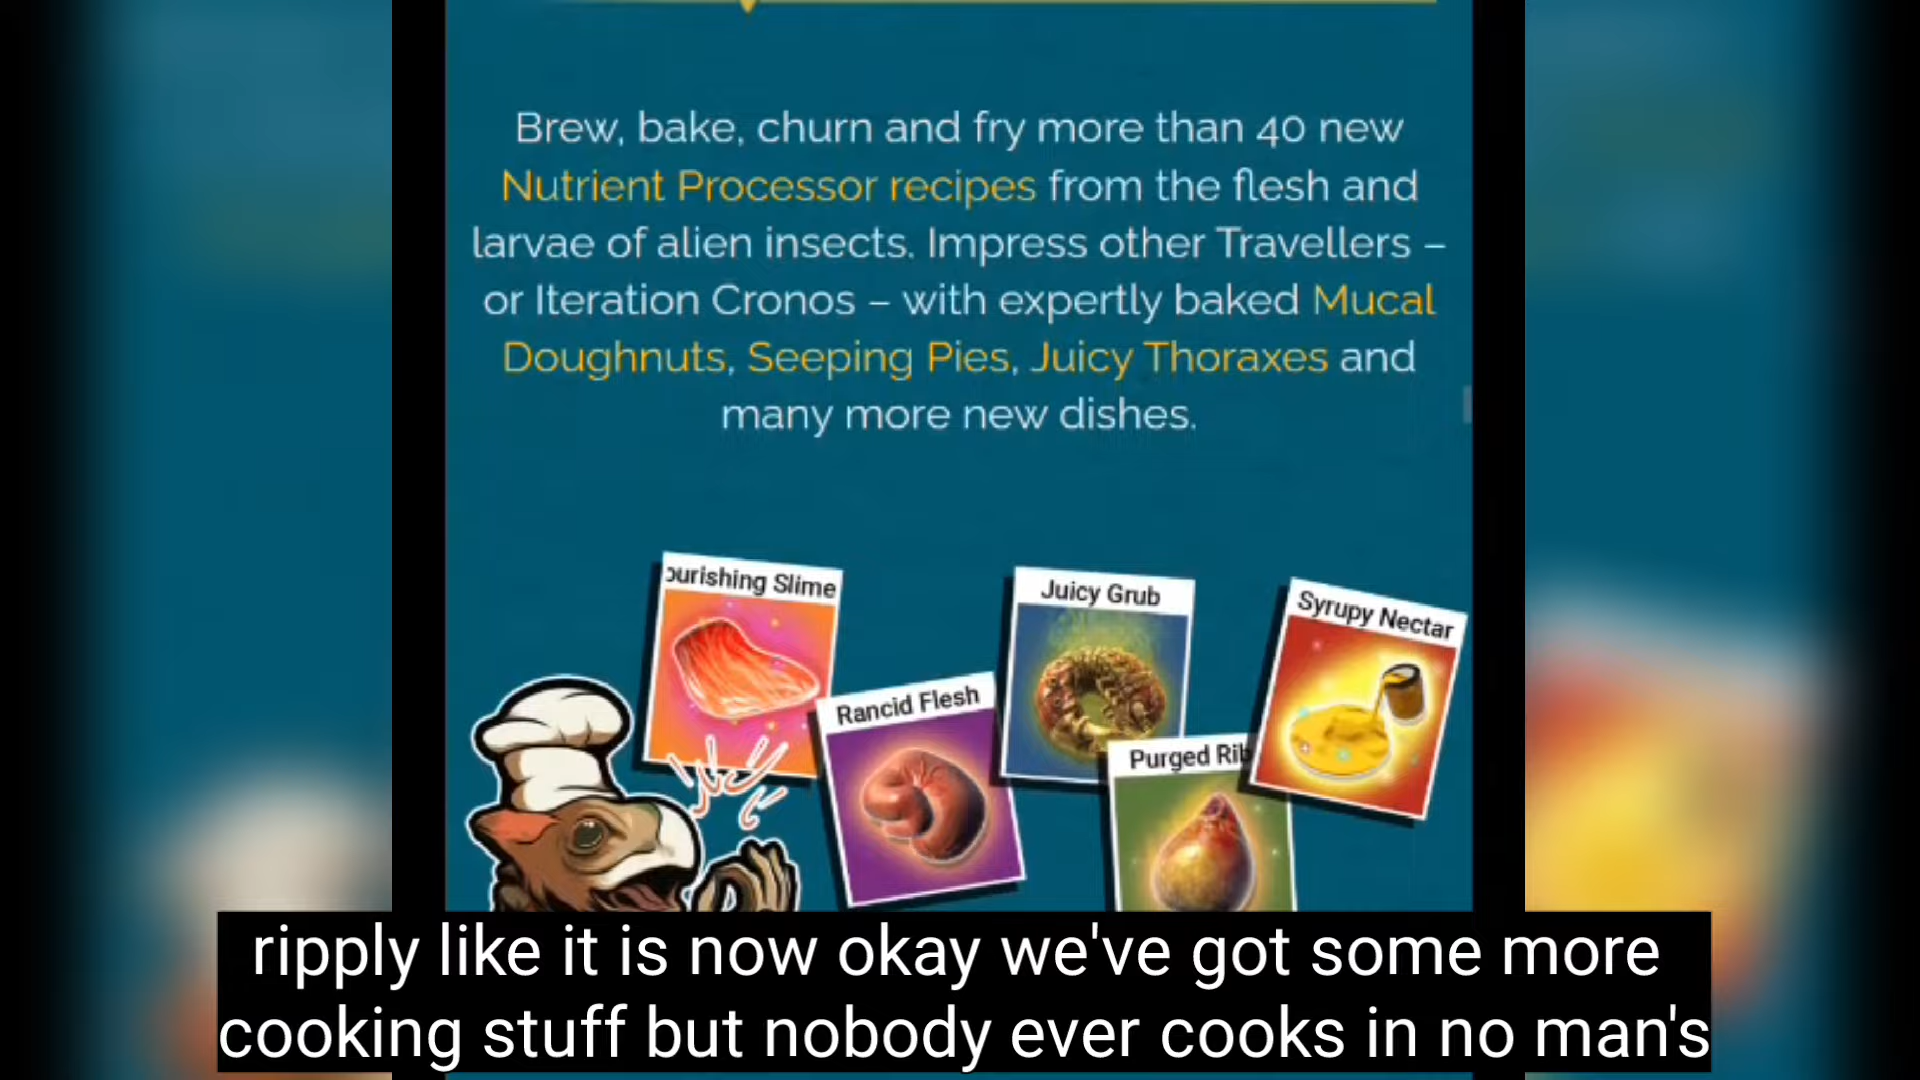 Brew, bake, churn and fry more than 40 new
Nutrient Processor recipes from the flesh and
larvae of alien insects. Impress other Travellers –
or Iteration Cronos – with expertly baked Mucal
Doughnuts, Seeping Pies, Juicy Thoraxes and
many more new dishes.
ourishing Slime
Juicy Grub
Syrupy Nectar
Rancid Flesh
Purged Rib
ripply like it is now okay we've got some more
cooking stuff but nobody ever cooks in no man's